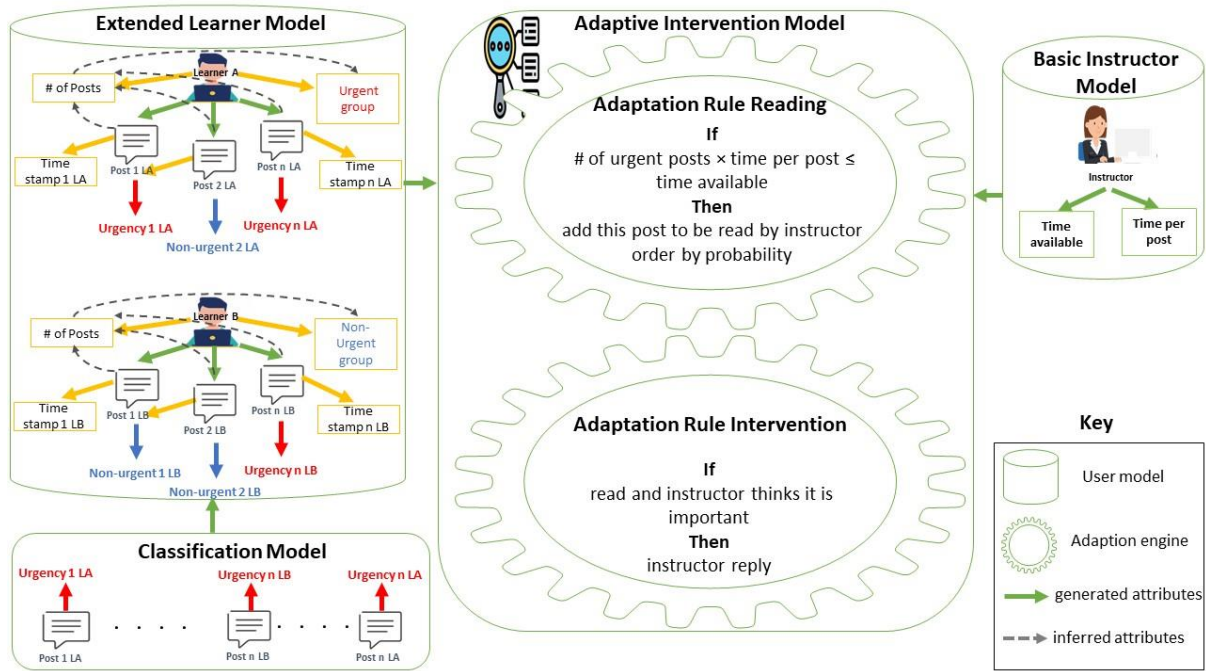 Extended Learner Model
Learner A
# of Posts
Urgent
group
Post 1 LA
Post 2 LA
Post n LA
Time
stamp 1 LA
Time
stamp n LA
Urgency 1 LA
Non-urgent 2 LA
Urgency n LA
Learner B
# of Posts
Non-
Urgent
group
Post 1 LB
Post 2 LB
Post n LB
Time
stamp 1 LB
Time
stamp n LB
Non-urgent 1 LB
Non-urgent 2 LB
Urgency n LB
Classification Model
Urgency 1 LA
Urgency n LB
Urgency n LA
Post 1 LA
. . . .
Post n LB
. . . .
Post n LA
Adaptive Intervention Model
Adaptation Rule Reading
If
# of urgent posts × time per post ≤
time available
Then
add this post to be read by instructor
order by probability
Adaptation Rule Intervention
If
read and instructor thinks it is
important
Then
instructor reply
Basic Instructor
Model
Instructor
Time
available
Time per
post
Key
User model
Adaption engine
generated attributes
inferred attributes